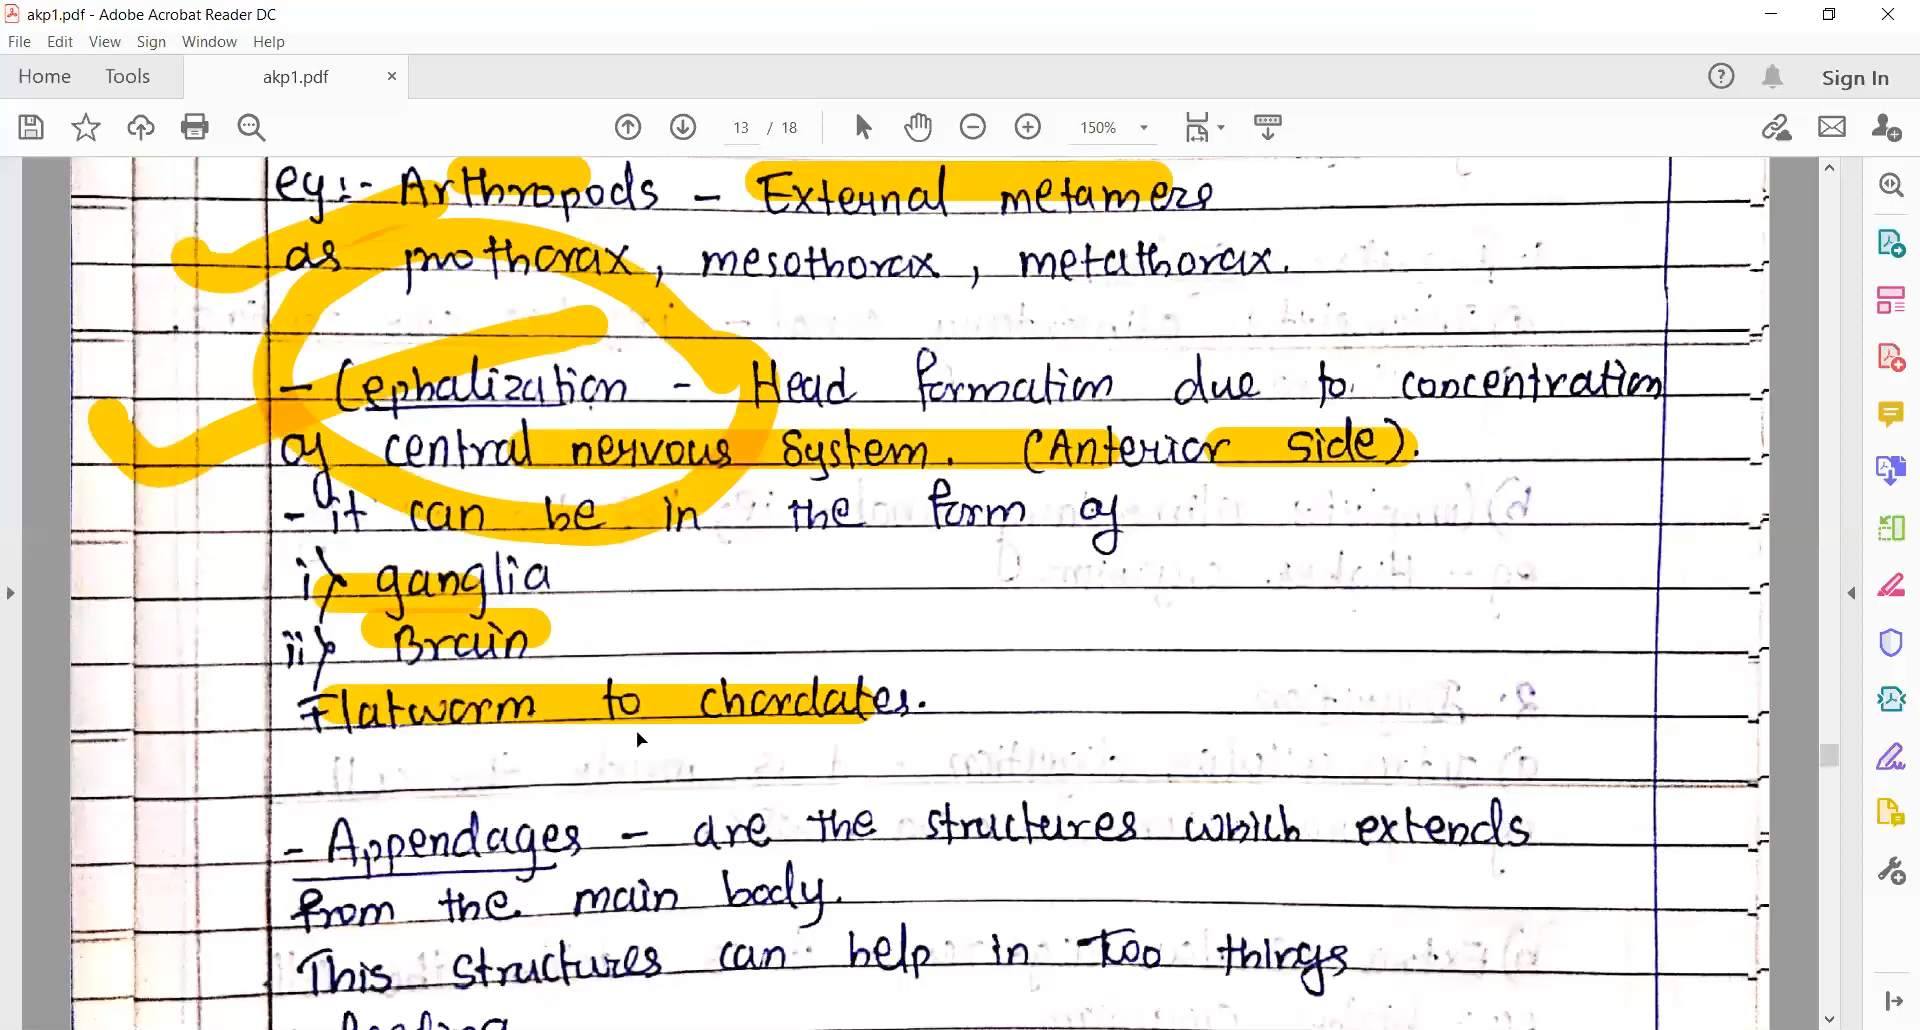 akp1.pdf - Adobe Acrobat Reader DC
File Edit View Sign Window Help
Home Tools akp1.pdf × Sign In
13 / 18 150%
eg:- Arthropods - External metamere
as prothorax, mesothorax, metathorax.
- Cephalization - Head formation due to concentration
of central nervous system. (Anterior side).
- it can be in the form of
i) ganglia
ii) Brain
Flatworm to chordates.
- Appendages - are the structures which extends
from the main body.
This structures can help in Too things